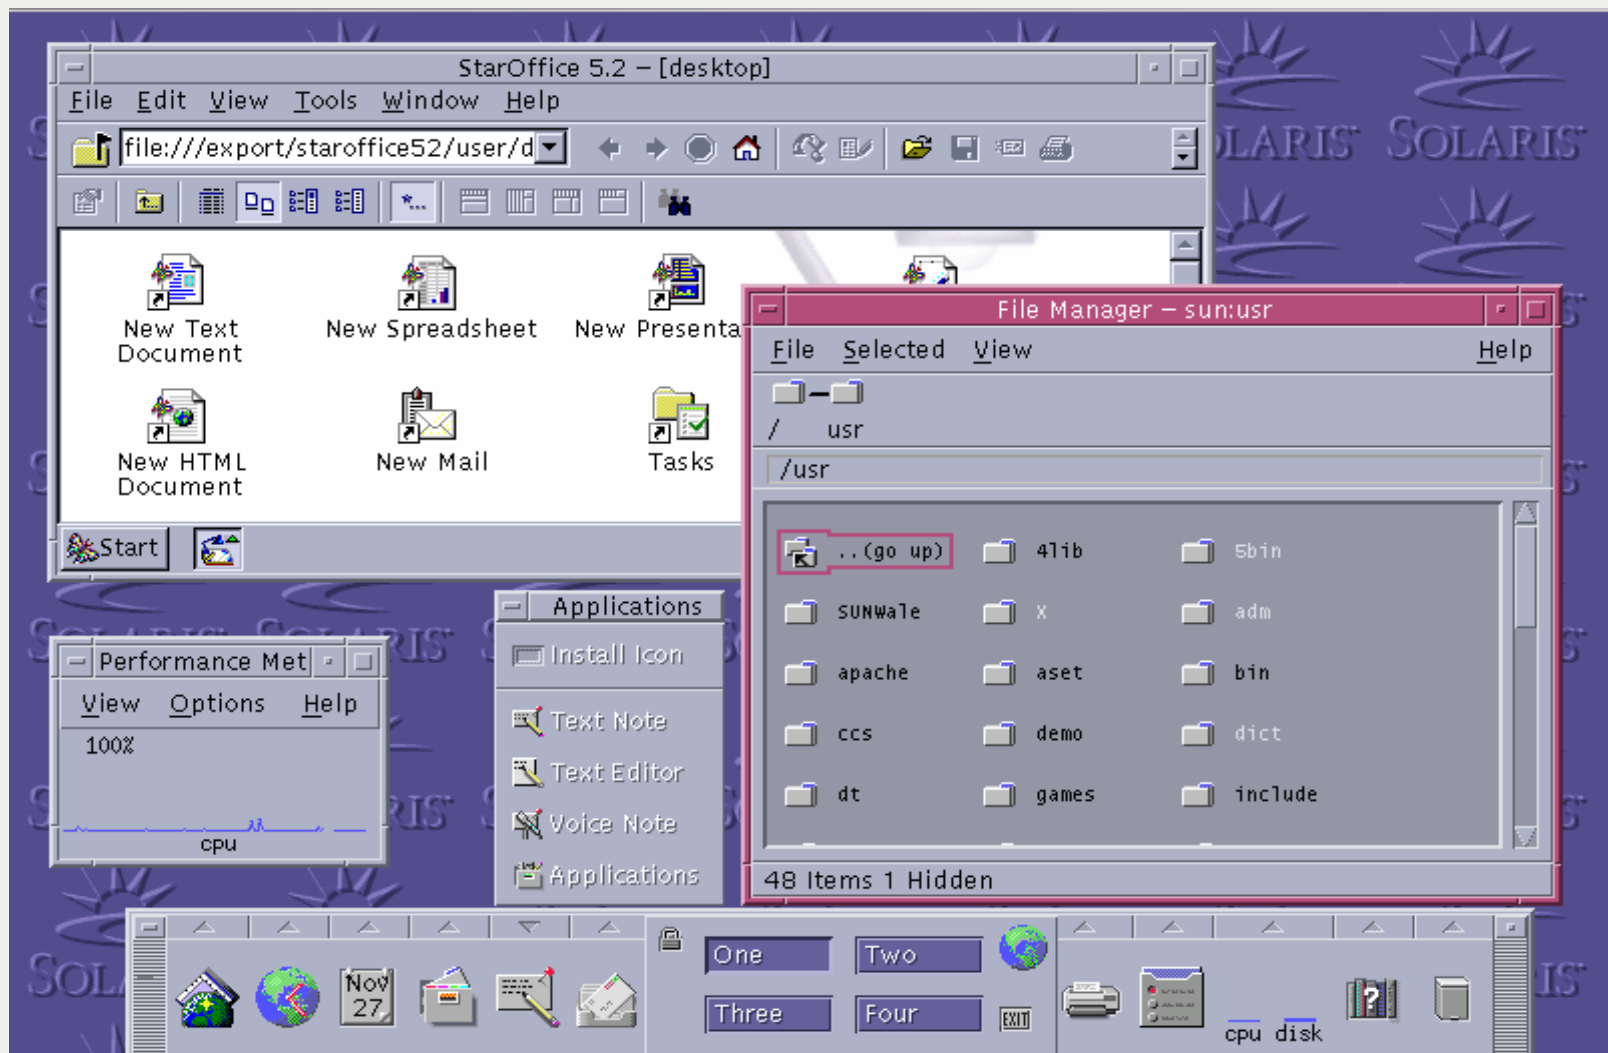 StarOffice 5.2 – [desktop]
File Edit View Tools Window Help
file:///export/staroffice52/user/d
New Text Document
New Spreadsheet
New Presenta
New HTML Document
New Mail
Tasks
Start
File Manager – sun:usr
File Selected View Help
/ usr
/usr
..(go up) 4lib 5bin
SUNWale X adm
apache aset bin
ccs demo dict
dt games include
48 Items 1 Hidden
Applications
Install Icon
Text Note
Text Editor
Voice Note
Applications
Performance Met
View Options Help
100%
cpu
SOLARIS
SOLARIS
Nov
27
One Two
Three Four
EXIT
cpu disk